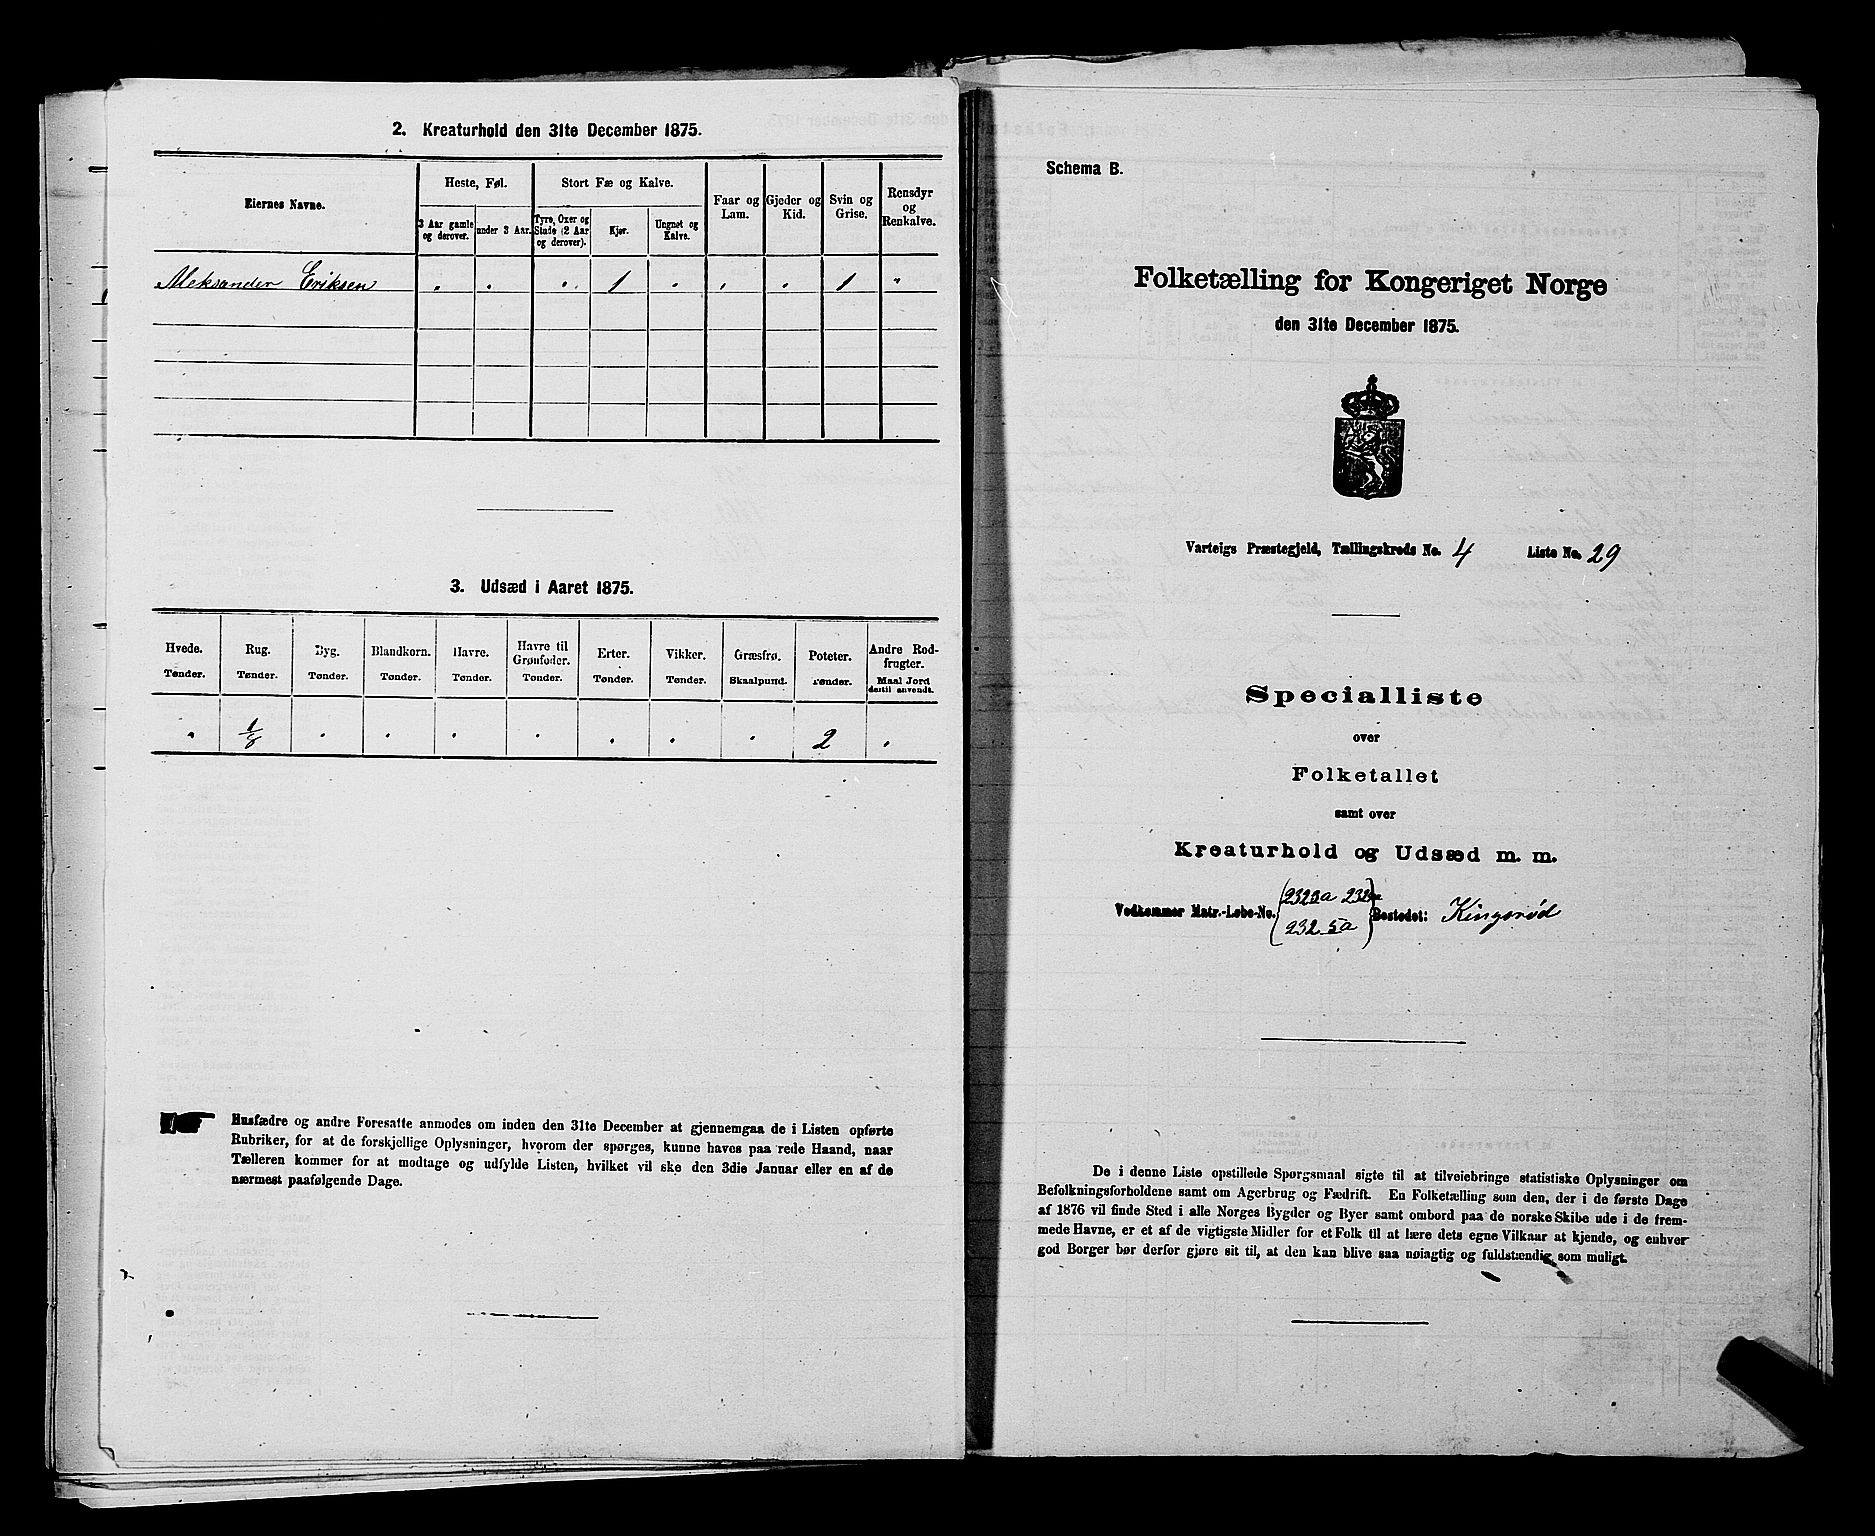 2. Kreaturhold den 31te December 1875.
Eiernes Navne.
Heste, Føl.
Stort Fæ og Kalve.
Faar og Lam.
Gjeder og Kid.
Svin og Grise.
Rensdyr og Renkalve.
3 Aar gamle og derover.
under 3 Aar.
Tyre, Oxer og Stude (2 Aar og derover).
Kjør.
Ungnøt og Kalve.
Aleksander Eriksen " " " 1 " " " 1 "
3. Udsæd i Aaret 1875.
Hvede. Rug. Byg. Blandkorn. Havre. Havre til Grønfoder. Erter. Vikker. Græsfrø. Poteter. Andre Rodfrugter.
Tønder. Tønder. Tønder. Tønder. Tønder. Tønder. Tønder. Tønder. Skaalpund. Tønder. Maal Jord dertil anvendt.
" 1/8 " " " " " " " 2 "
Husfædre og andre Foresatte anmodes om inden den 31te December at gjennemgaa de i Listen opførte
Rubriker, for at de forskjellige Oplysninger, hvorom der spørges, kunne haves paa rede Haand, naar
Tælleren kommer for at modtage og udfylde Listen, hvilket vil ske den 3die Januar eller en af de
nærmest paafølgende Dage.
Schema B.
Folketælling for Kongeriget Norge
den 31te December 1875.
Varteigs Præstegjeld, Tællingskreds No. 4 Liste No. 29
Specialliste
over
Folketallet
samt over
Kreaturhold og Udsæd m. m.
Vedkommer Matr.-Løbe-No.
232 5a
Bostedet: Kingsrød
De i denne Liste opstillede Spørgsmaal sigte til at tilveiebringe statistiske Oplysninger om
Befolkningsforholdene samt om Agerbrug og Fædrift. En Folketælling som den, der i de første Dage
af 1876 vil finde Sted i alle Norges Bygder og Byer samt ombord paa de norske Skibe ude i de frem-
mede Havne, er et af de vigtigste Midler for et Folk til at lære dets egne Vilkaar at kjende, og enhver
god Borger bør derfor gjøre sit til, at den kan blive saa nøiagtig og fuldstændig som muligt.